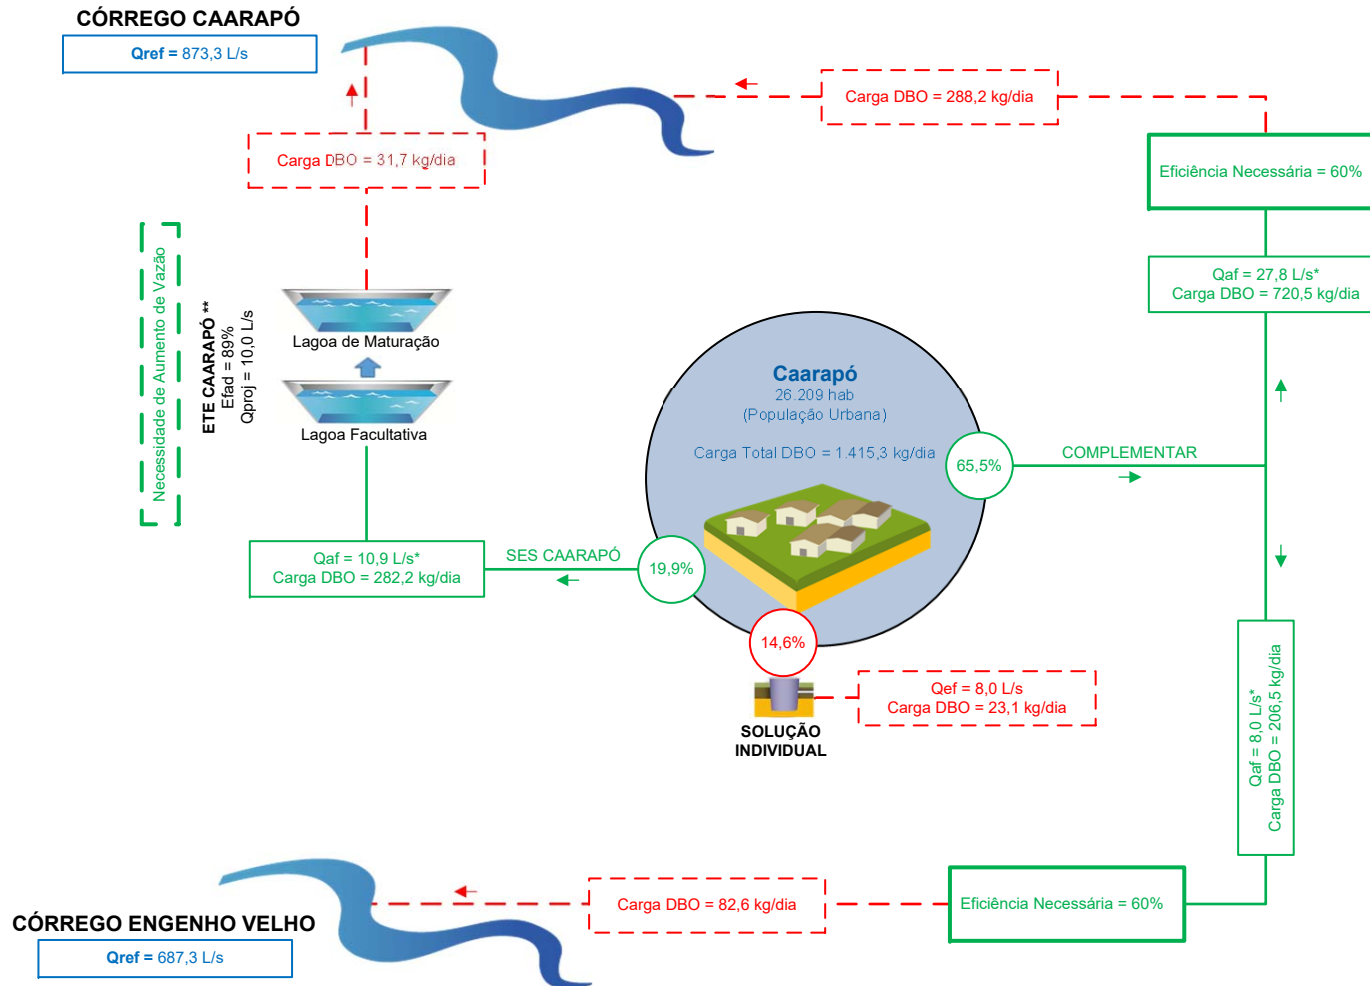 CÓRREGO CAARAPÓ
Qref = 873,3 L/s
Carga DBO = 288,2 kg/dia
Carga DBO = 31,7 kg/dia
Eficiência Necessária = 60%
Qaf = 27,8 L/s*
Carga DBO = 720,5 kg/dia
Necessidade de Aumento de Vazão
ETE CAARAPÓ **
Efad = 89%
Qproj = 10,0 L/s
Lagoa de Maturação
Lagoa Facultativa
Caarapó
26.209 hab
(População Urbana)
Carga Total DBO = 1.415,3 kg/dia
65,5%
COMPLEMENTAR
Qaf = 10,9 L/s*
Carga DBO = 282,2 kg/dia
SES CAARAPÓ
19,9%
14,6%
Qef = 8,0 L/s
Carga DBO = 23,1 kg/dia
SOLUÇÃO
INDIVIDUAL
Qaf = 8,0 L/s*
Carga DBO = 206,5 kg/dia
CÓRREGO ENGENHO VELHO
Qref = 687,3 L/s
Carga DBO = 82,6 kg/dia
Eficiência Necessária = 60%